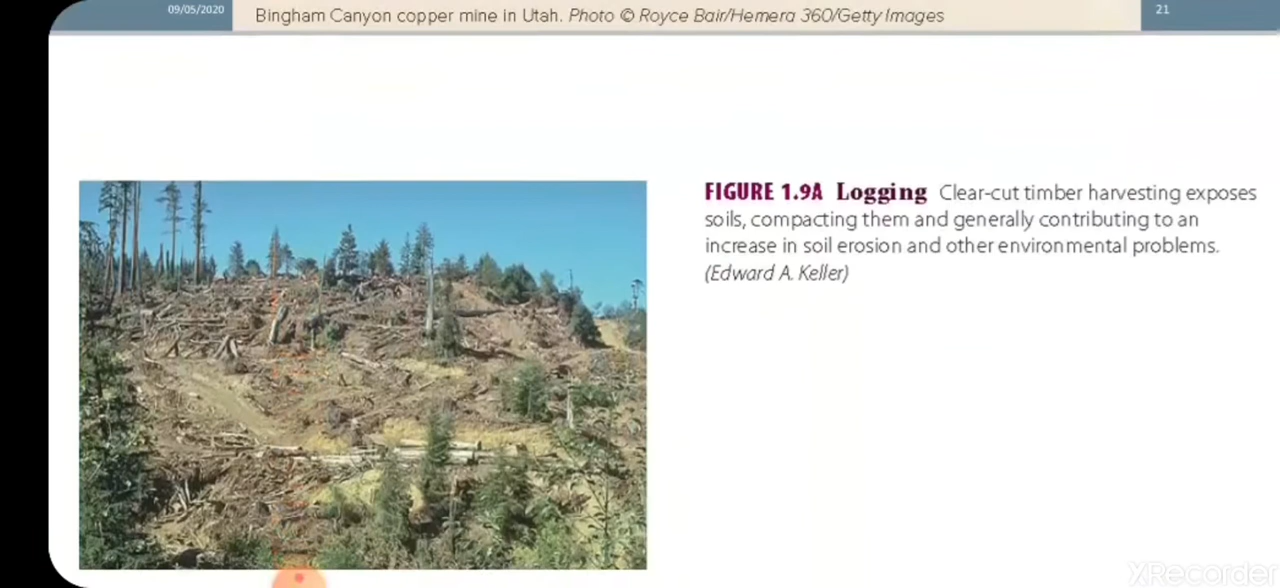 09/05/2020
Bingham Canyon copper mine in Utah. Photo © Royce Bair/Hemera 360/Getty Images
21
FIGURE 1.9A Logging Clear-cut timber harvesting exposes
soils, compacting them and generally contributing to an
increase in soil erosion and other environmental problems.
(Edward A. Keller)
XRecorder